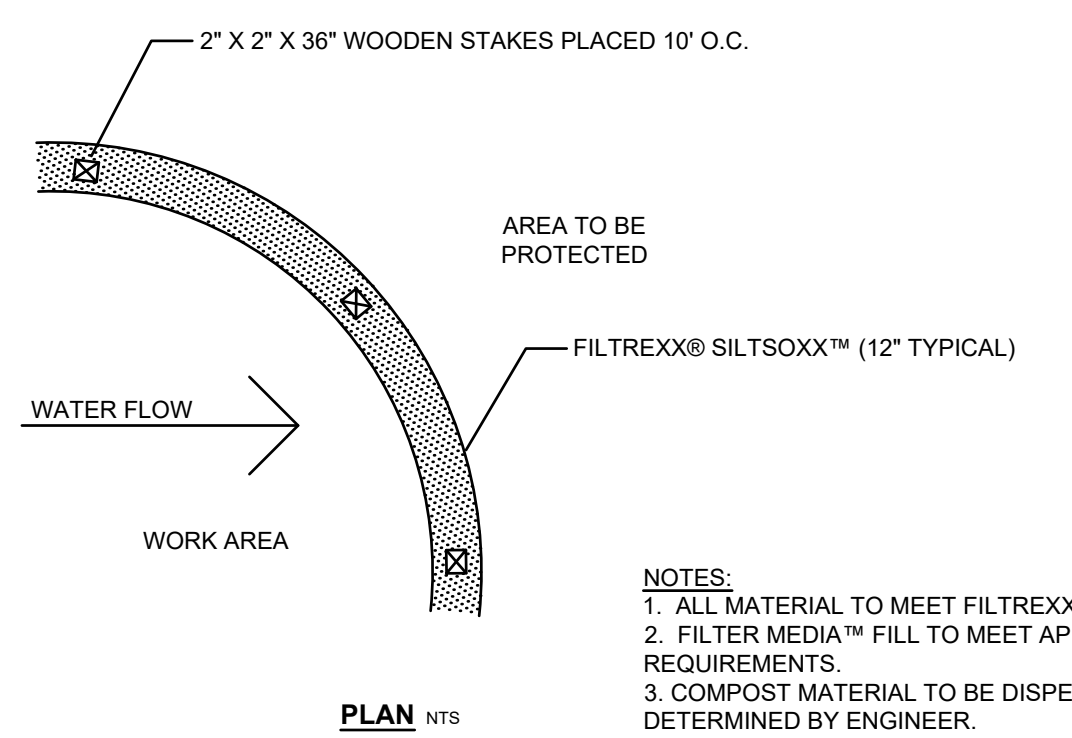 2" X 2" X 36" WOODEN STAKES PLACED 10' O.C.
AREA TO BE
PROTECTED
FILTREXX® SILTSOXX™ (12" TYPICAL)
WATER FLOW
WORK AREA
NOTES:
1. ALL MATERIAL TO MEET FILTREXX
2. FILTER MEDIA™ FILL TO MEET
REQUIREMENTS.
3. COMPOST MATERIAL TO BE
DETERMINED BY ENGINEER.
PLAN NTS